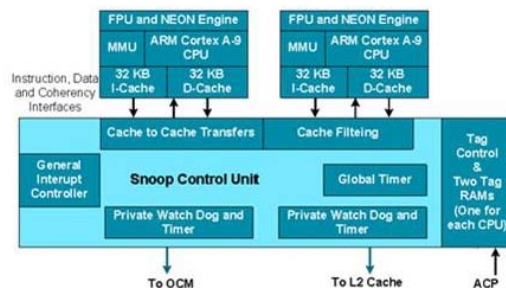 FPU and NEON Engine
MMU
ARM Cortex A-9
CPU
32 KB
I-Cache
32 KB
D-Cache
FPU and NEON Engine
MMU
ARM Cortex A-9
CPU
32 KB
I-Cache
32 KB
D-Cache
Instruction, Data
and Coherency
Interfaces
Cache to Cache Transfers
Cache Filteing
General
Interupt
Controller
Snoop Control Unit
Global Timer
Tag
Control
&
Two Tag
RAMs
(One for
each CPU)
Private Watch Dog and
Timer
Private Watch Dog and
Timer
To OCM
To L2 Cache
ACP